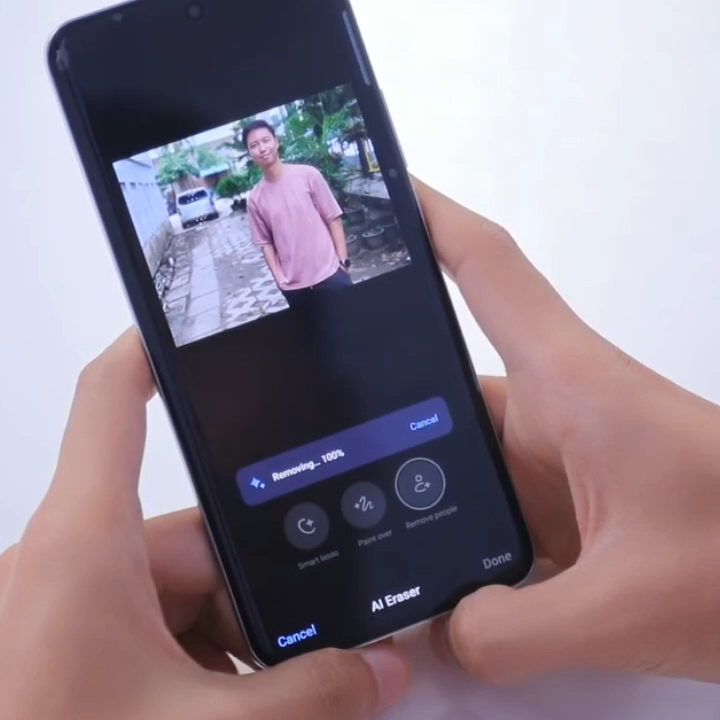 Removing... 100%
Cancel
Smart lasso
Paint over
Remove people
Cancel
AI Eraser
Done